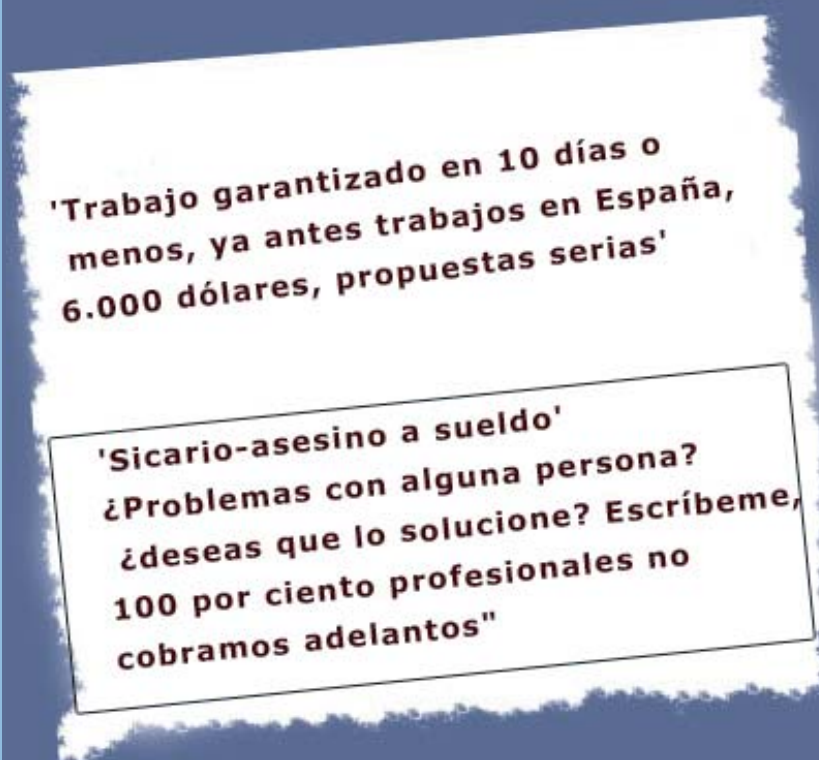 'Trabajo garantizado en 10 días o
menos, ya antes trabajos en España,
6.000 dólares, propuestas serias'
'Sicario-asesino a sueldo'
¿Problemas con alguna persona?
¿deseas que lo solucione? Escríbeme,
100 por ciento profesionales no
cobramos adelantos"